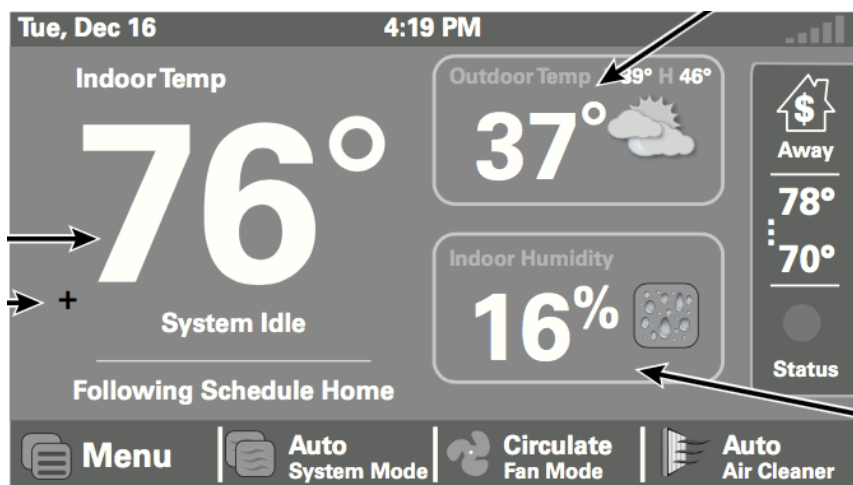 Tue, Dec 16 4:19 PM
Indoor Temp
76°
+
System Idle
Following Schedule Home
Outdoor Temp 39° H 46°
37°
Indoor Humidity
16%
$
Away
78°
70°
Status
Menu
Auto
System Mode
Circulate
Fan Mode
Auto
Air Cleaner